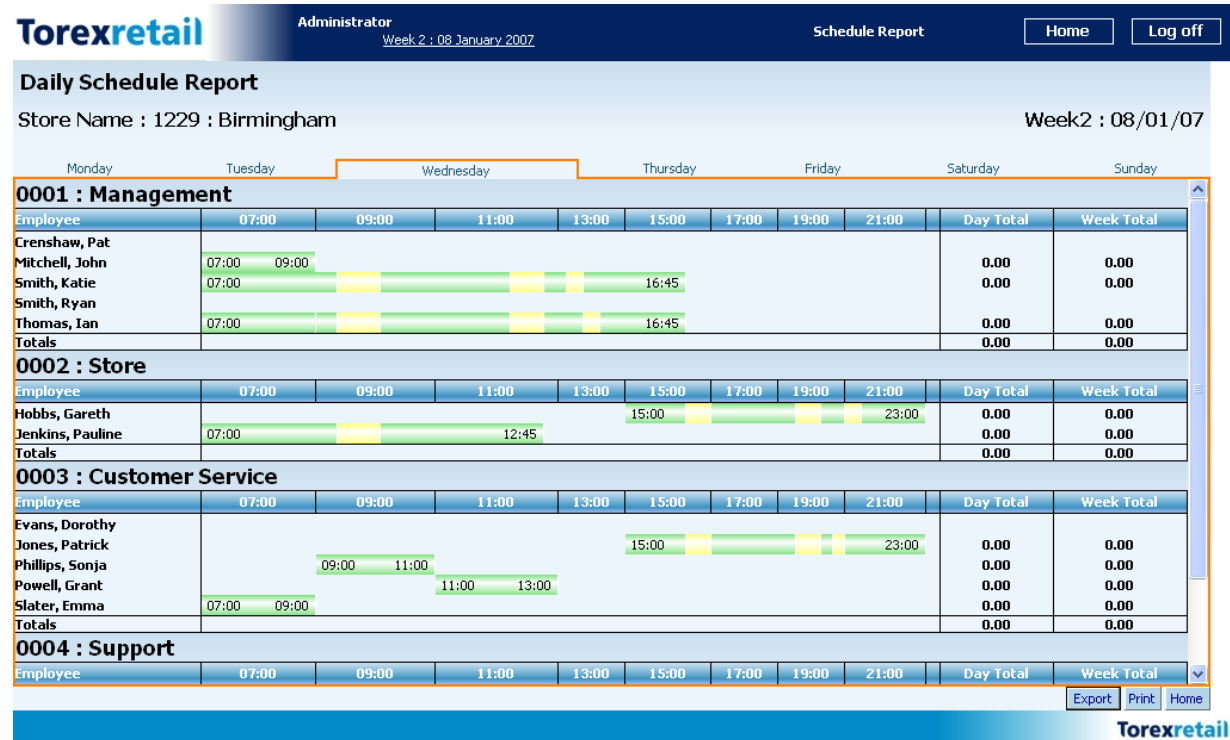 Torexretail Administrator Schedule Report Home Log off
Week 2 : 08 January 2007
Daily Schedule Report
Store Name : 1229 : Birmingham Week2 : 08/01/07
Monday Tuesday Wednesday Thursday Friday Saturday Sunday
0001 : Management
Employee 07:00 09:00 11:00 13:00 15:00 17:00 19:00 21:00 Day Total Week Total
Crenshaw, Pat
Mitchell, John 07:00 09:00 0.00 0.00
Smith, Katie 07:00 16:45 0.00 0.00
Smith, Ryan
Thomas, Ian 07:00 16:45 0.00 0.00
Totals 0.00 0.00
0002 : Store
Employee 07:00 09:00 11:00 13:00 15:00 17:00 19:00 21:00 Day Total Week Total
Hobbs, Gareth 15:00 23:00 0.00 0.00
Jenkins, Pauline 07:00 12:45 0.00 0.00
Totals 0.00 0.00
0003 : Customer Service
Employee 07:00 09:00 11:00 13:00 15:00 17:00 19:00 21:00 Day Total Week Total
Evans, Dorothy
Jones, Patrick 15:00 23:00 0.00 0.00
Phillips, Sonja 09:00 11:00 0.00 0.00
Powell, Grant 11:00 13:00 0.00 0.00
Slater, Emma 07:00 09:00 0.00 0.00
Totals 0.00 0.00
0004 : Support
Employee 07:00 09:00 11:00 13:00 15:00 17:00 19:00 21:00 Day Total Week Total
Export Print Home
Torexretail